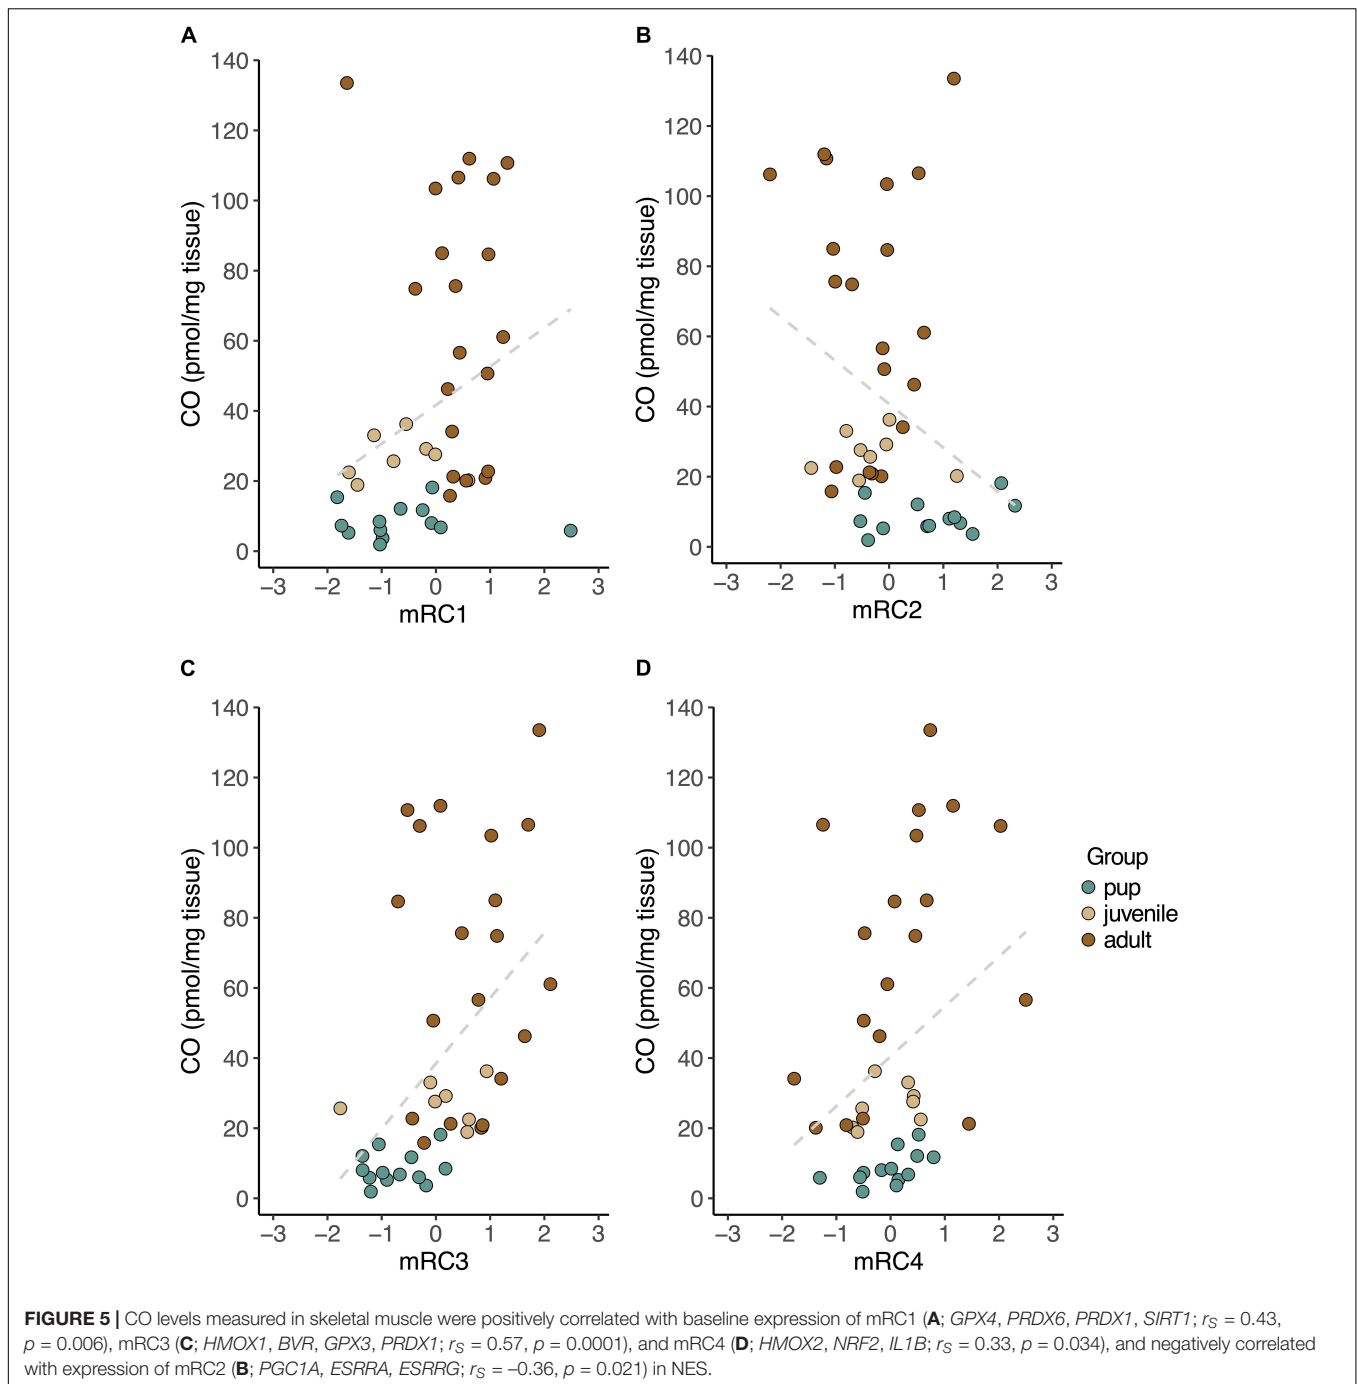 A
140
120
100
80
60
40
20
0
CO (pmol/mg tissue)
−3 −2 −1 0 1 2 3
mRC1
B
140
120
100
80
60
40
20
0
CO (pmol/mg tissue)
−3 −2 −1 0 1 2 3
mRC2
C
140
120
100
80
60
40
20
0
CO (pmol/mg tissue)
−3 −2 −1 0 1 2 3
mRC3
D
140
120
100
80
60
40
20
0
CO (pmol/mg tissue)
−3 −2 −1 0 1 2 3
mRC4
Group
pup
juvenile
adult
FIGURE 5 | CO levels measured in skeletal muscle were positively correlated with baseline expression of mRC1 (A; GPX4, PRDX6, PRDX1, SIRT1; rS = 0.43,
p = 0.006), mRC3 (C; HMOX1, BVR, GPX3, PRDX1; rS = 0.57, p = 0.0001), and mRC4 (D; HMOX2, NRF2, IL1B; rS = 0.33, p = 0.034), and negatively correlated
with expression of mRC2 (B; PGC1A, ESRRA, ESRRG; rS = –0.36, p = 0.021) in NES.